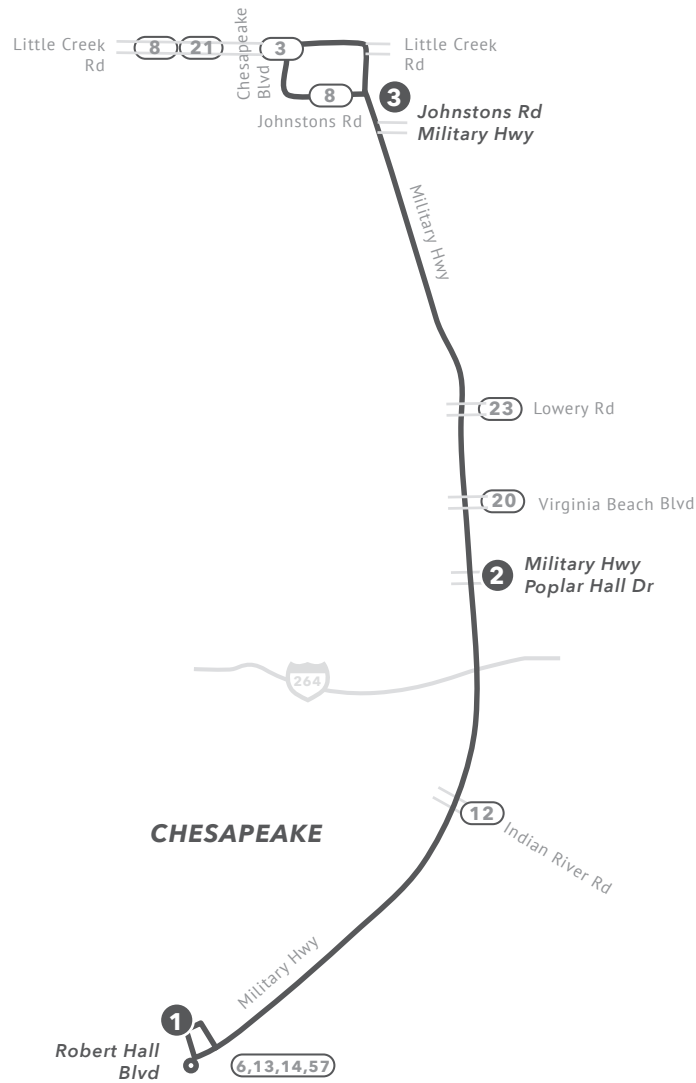 Little Creek
Rd
8
21
Chesapeake
Blvd
3
Little Creek
Rd
8
3
Johnstons Rd
Johnstons Rd
Military Hwy
Military Hwy
23
Lowery Rd
20
Virginia Beach Blvd
2
Military Hwy
Poplar Hall Dr
264
12
Indian River Rd
CHESAPEAKE
Military Hwy
1
Robert Hall
Blvd
6,13,14,57